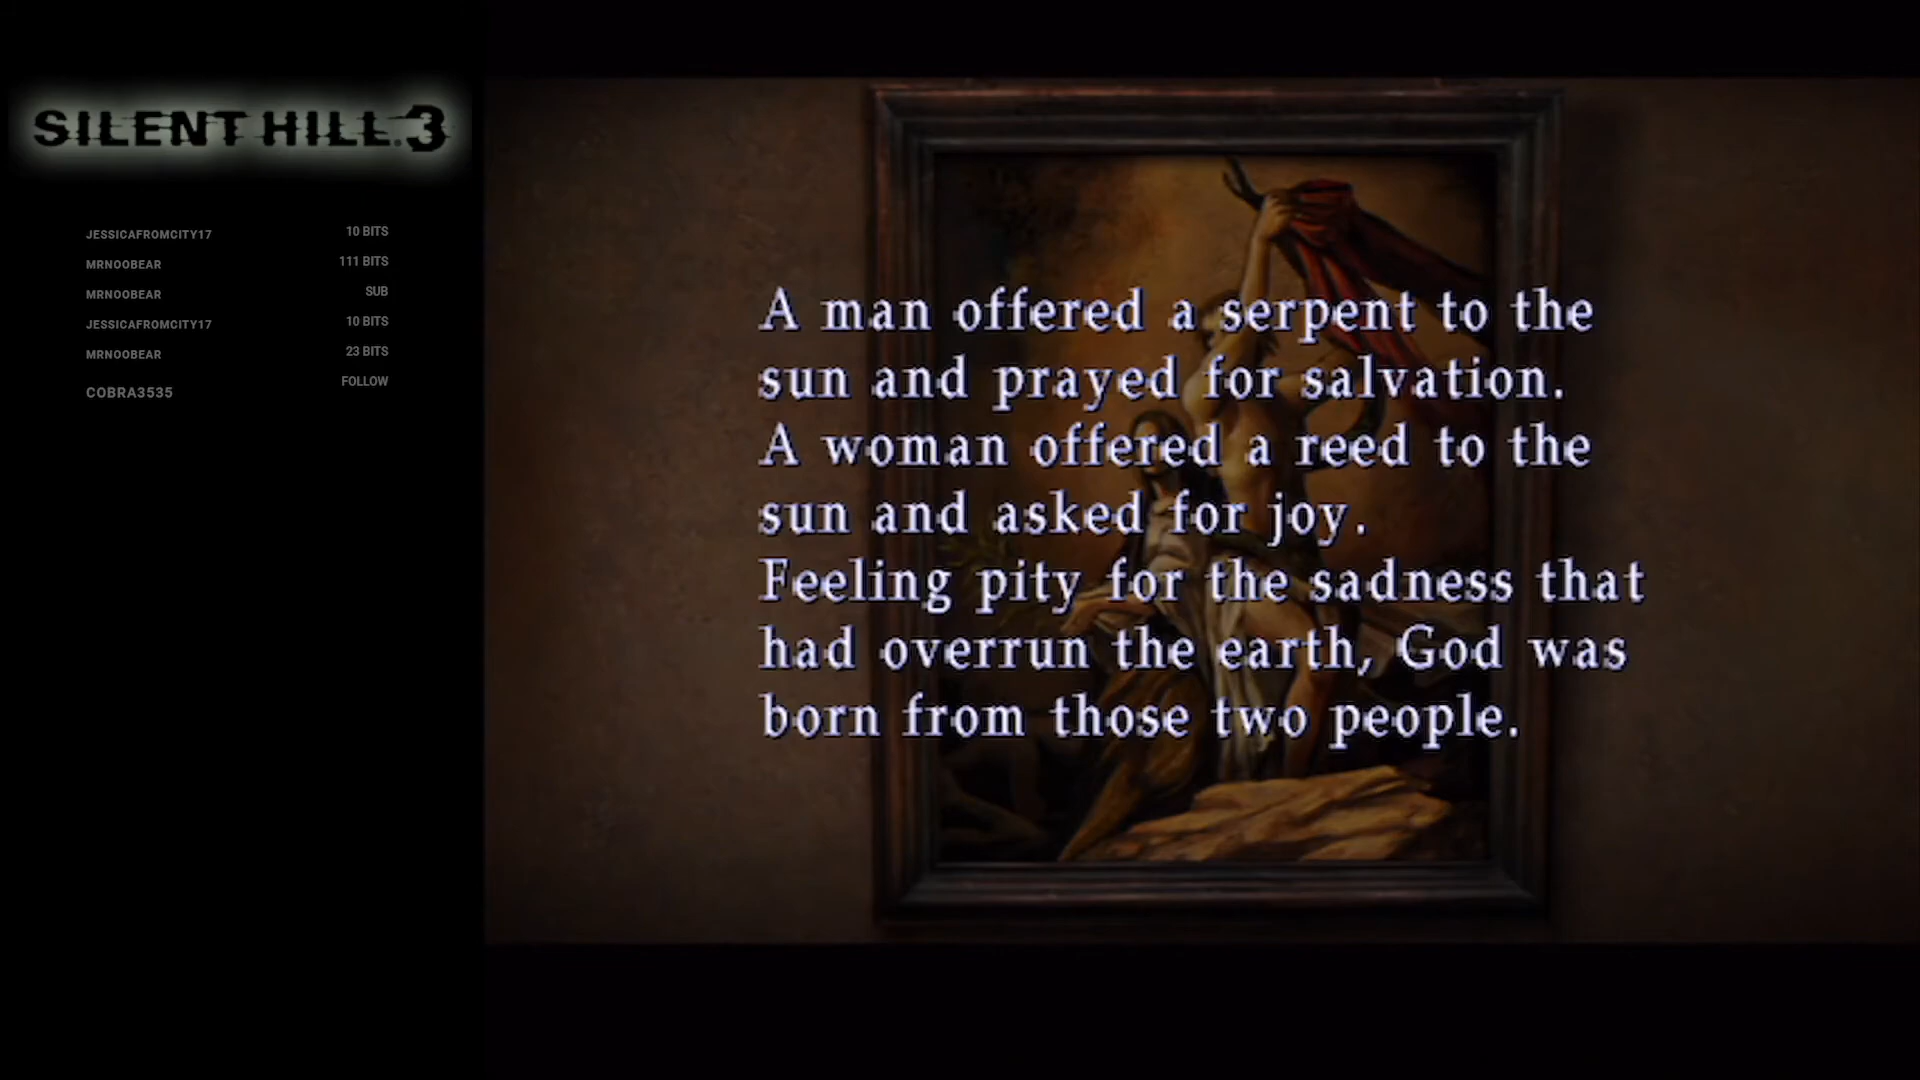 SILENT HILL.3
JESSICAFROMCITY17 10 BITS
MRNOOBEAR 111 BITS
MRNOOBEAR SUB
JESSICAFROMCITY17 10 BITS
MRNOOBEAR 23 BITS
COBRA3535 FOLLOW
A man offered a serpent to the
sun and prayed for salvation.
A woman offered a reed to the
sun and asked for joy.
Feeling pity for the sadness that
had overrun the earth, God was
born from those two people.